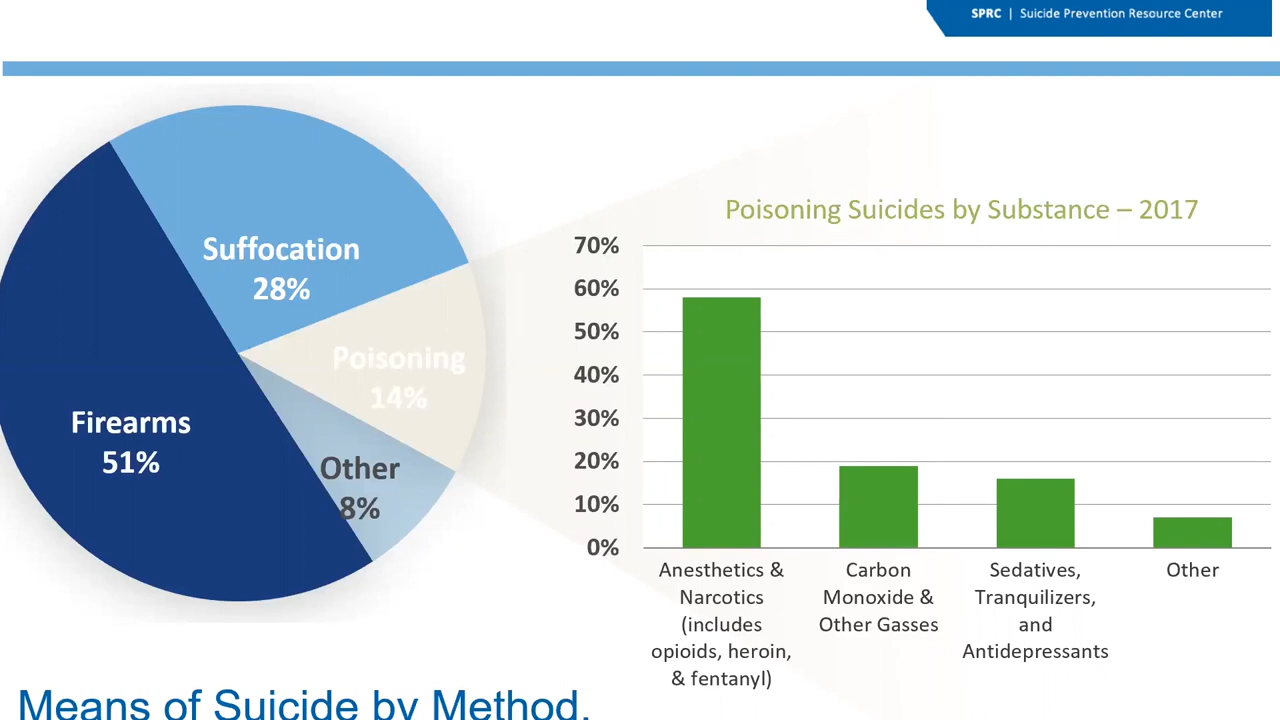 SPRC | Suicide Prevention Resource Center
Suffocation
28%
Poisoning
14%
Firearms
51%
Other
8%
Poisoning Suicides by Substance – 2017
70%
60%
50%
40%
30%
20%
10%
0%
Anesthetics &
Narcotics
(includes
opioids, heroin,
& fentanyl)
Carbon
Monoxide &
Other Gasses
Sedatives,
Tranquilizers,
and
Antidepressants
Other
Means of Suicide by Method,